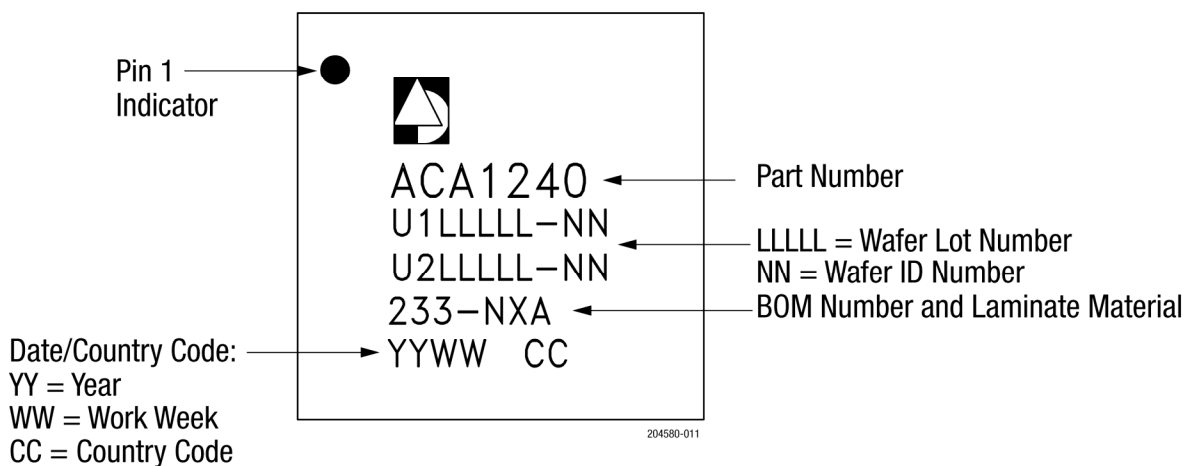 Pin 1
Indicator
ACA1240
Part Number
U1LLLLL–NN
U2LLLLL–NN
LLLLL = Wafer Lot Number
NN = Wafer ID Number
233–NXA
BOM Number and Laminate Material
YYWW CC
Date/Country Code:
YY = Year
WW = Work Week
CC = Country Code
204580-011